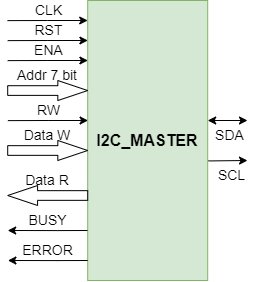 CLK
RST
ENA
Addr 7 bit
RW
Data W
Data R
BUSY
ERROR
I2C_MASTER
SDA
SCL